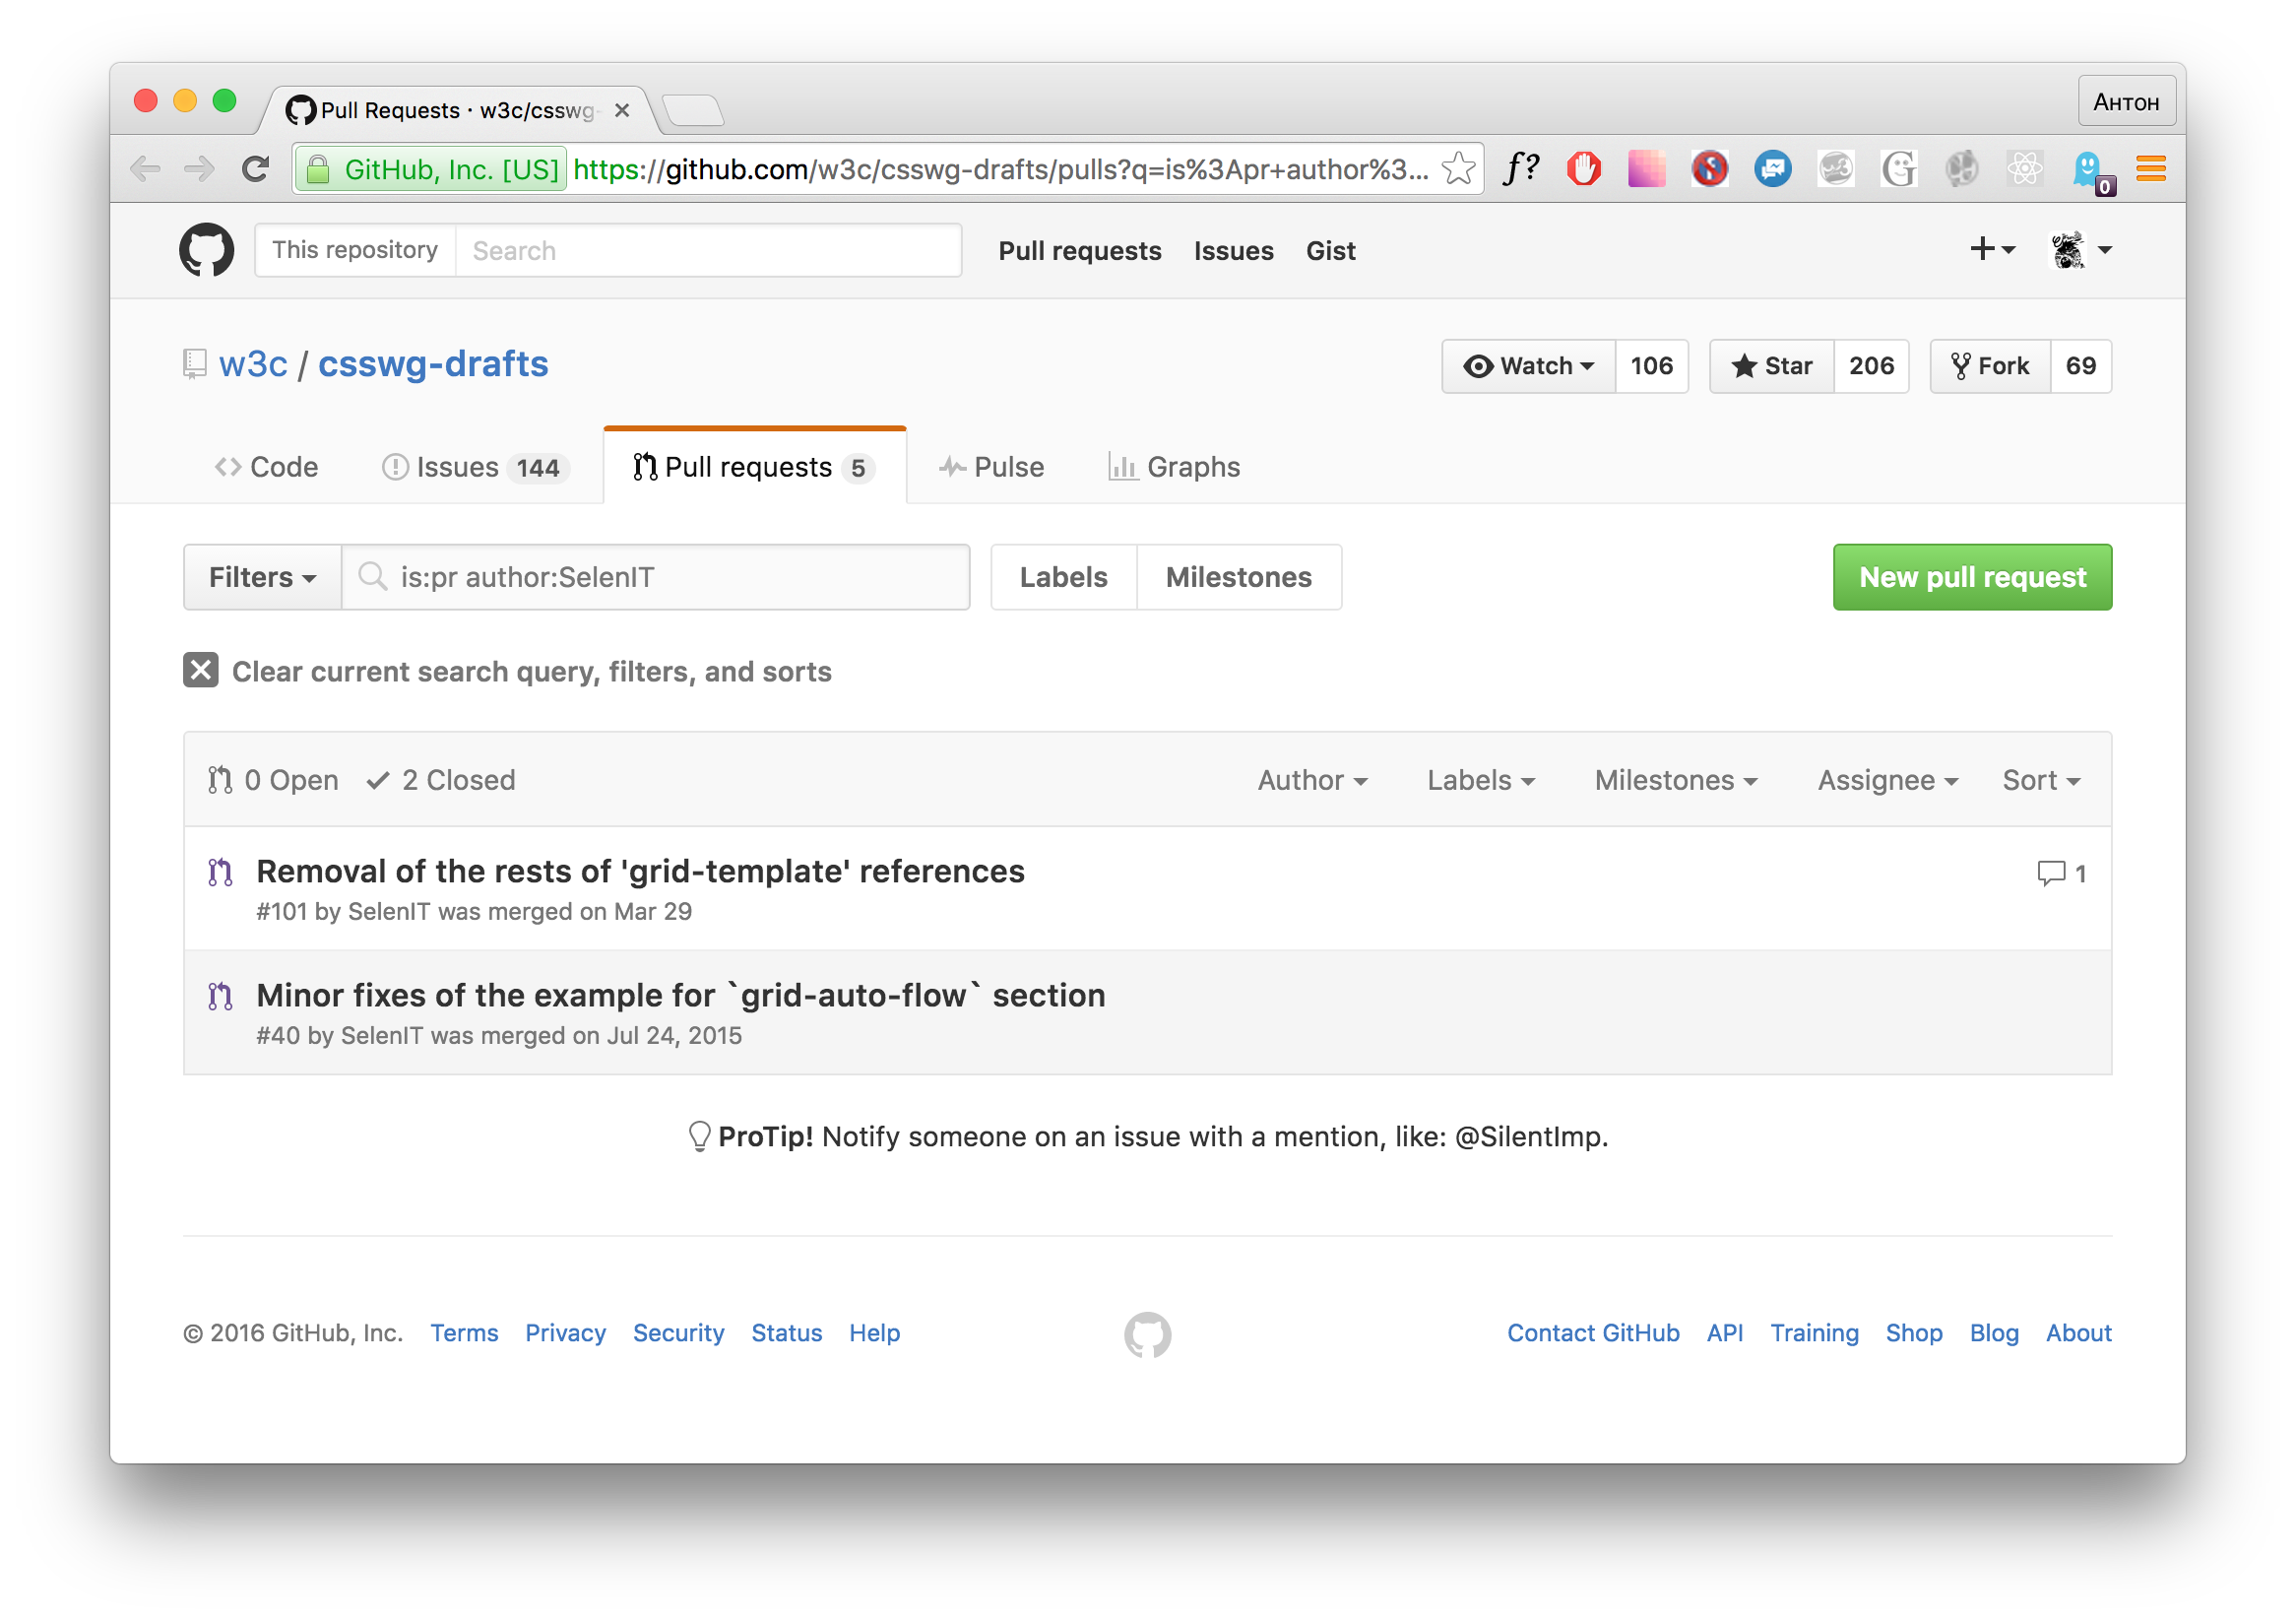 Pull Requests · w3c/csswg-
Антон
GitHub, Inc. [US] https://github.com/w3c/csswg-drafts/pulls?q=is%3Apr+author%3... f? 0
This repository Search Pull requests Issues Gist
w3c / csswg-drafts Watch 106 Star 206 Fork 69
Code Issues 144 Pull requests 5 Pulse Graphs
Filters is:pr author:SelenIT Labels Milestones New pull request
Clear current search query, filters, and sorts
0 Open 2 Closed Author Labels Milestones Assignee Sort
Removal of the rests of 'grid-template' references 1
#101 by SelenIT was merged on Mar 29
Minor fixes of the example for `grid-auto-flow` section
#40 by SelenIT was merged on Jul 24, 2015
ProTip! Notify someone on an issue with a mention, like: @SilentImp.
© 2016 GitHub, Inc. Terms Privacy Security Status Help Contact GitHub API Training Shop Blog About